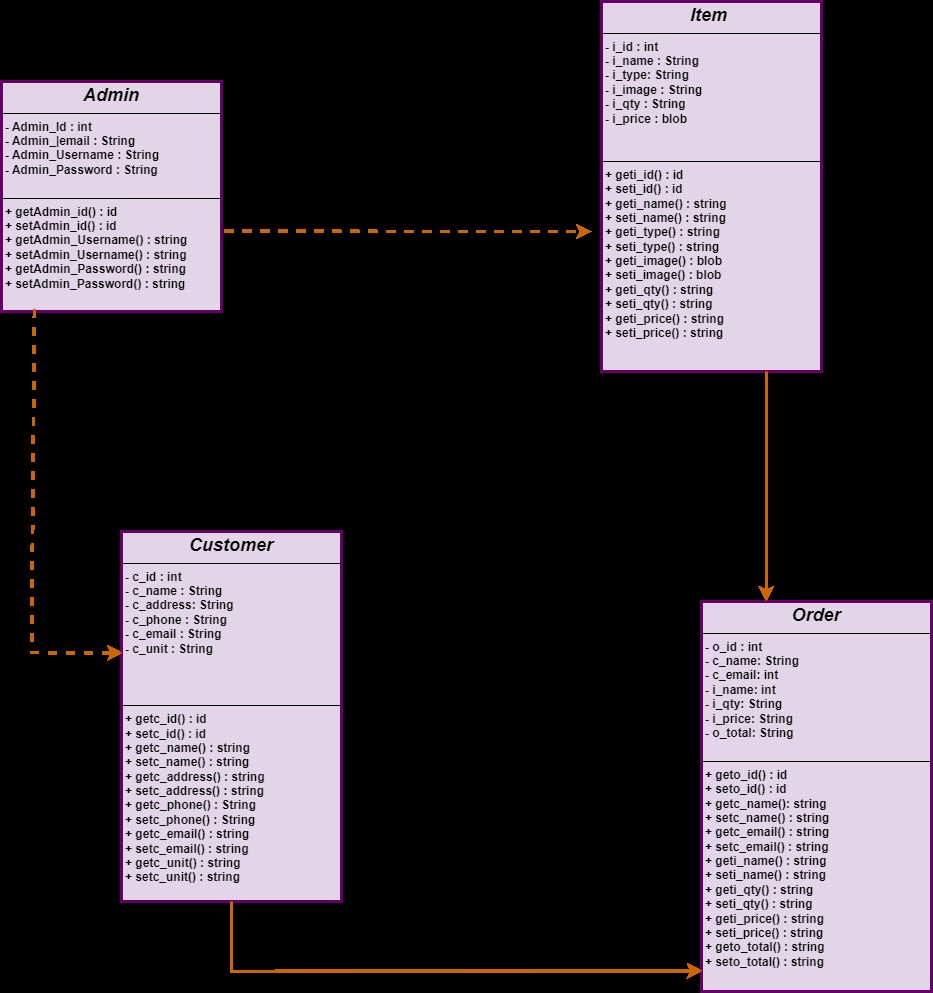 Item
- i_id : int
- i_name : String
- i_type: String
- i_image : String
- i_qty : String
- i_price : blob
+ geti_id() : id
+ seti_id() : id
+ geti_name() : string
+ seti_name() : string
+ geti_type() : string
+ seti_type() : string
+ geti_image() : blob
+ seti_image() : blob
+ geti_qty() : string
+ seti_qty() : string
+ geti_price() : string
+ seti_price() : string
Admin
- Admin_Id : int
- Admin_|email : String
- Admin_Username : String
- Admin_Password : String
+ getAdmin_id() : id
+ setAdmin_id() : id
+ getAdmin_Username() : string
+ setAdmin_Username() : string
+ getAdmin_Password() : string
+ setAdmin_Password() : string
Customer
- c_id : int
- c_name : String
- c_address: String
- c_phone : String
- c_email : String
- c_unit : String
+ getc_id() : id
+ setc_id() : id
+ getc_name() : string
+ setc_name() : string
+ getc_address() : string
+ setc_address() : string
+ getc_phone() : String
+ setc_phone() : String
+ getc_email() : string
+ setc_email() : string
+ getc_unit() : string
+ setc_unit() : string
Order
- o_id : int
- c_name: String
- c_email: int
- i_name: int
- i_qty: String
- i_price: String
- o_total: String
+ geto_id() : id
+ seto_id() : id
+ getc_name(): string
+ setc_name() : string
+ getc_email() : string
+ setc_email() : string
+ geti_name() : string
+ seti_name() : string
+ geti_qty() : string
+ seti_qty() : string
+ geti_price() : string
+ seti_price() : string
+ geto_total() : string
+ seto_total() : string